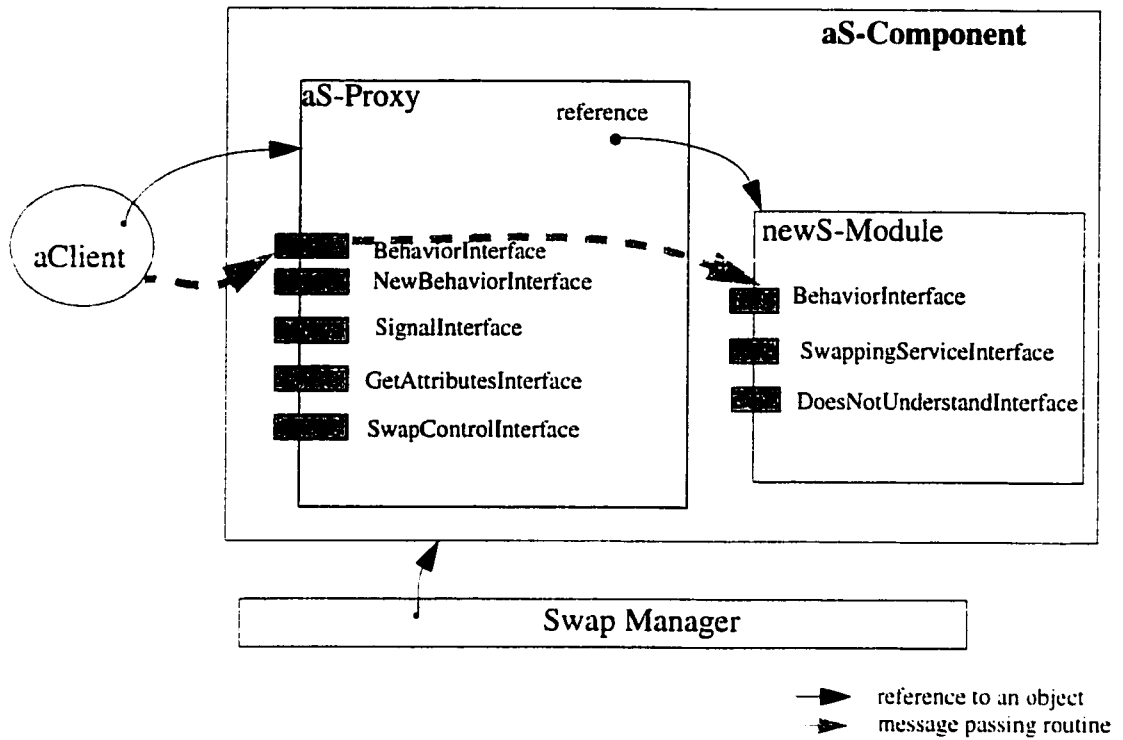 aS-Component
aS-Proxy
reference
aClient
newS-Module
BehaviorInterface
NewBehaviorInterface
SignalInterface
GetAttributesInterface
SwapControlInterface
BehaviorInterface
SwappingServiceInterface
DoesNotUnderstandInterface
Swap Manager
reference to an object
message passing routine